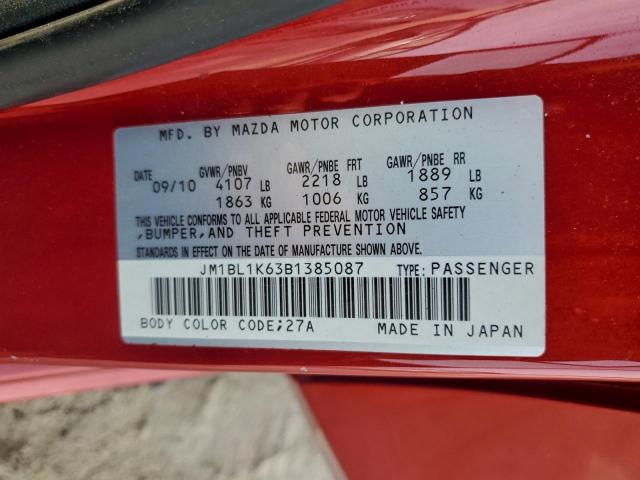 MFD. BY MAZDA MOTOR CORPORATION
DATE GVWR/PNBV GAWR/PNBE FRT GAWR/PNBE RR
09/10 4107 LB 2218 LB 1889 LB
1863 KG 1006 KG 857 KG
THIS VEHICLE CONFORMS TO ALL APPLICABLE FEDERAL MOTOR VEHICLE SAFETY
,BUMPER,AND THEFT PREVENTION
STANDARDS IN EFFECT ON THE DATE OF MANUFACTURE SHOWN ABOVE.
JM1BL1K63B1385087 TYPE: PASSENGER
BODY COLOR CODE;27A MADE IN JAPAN